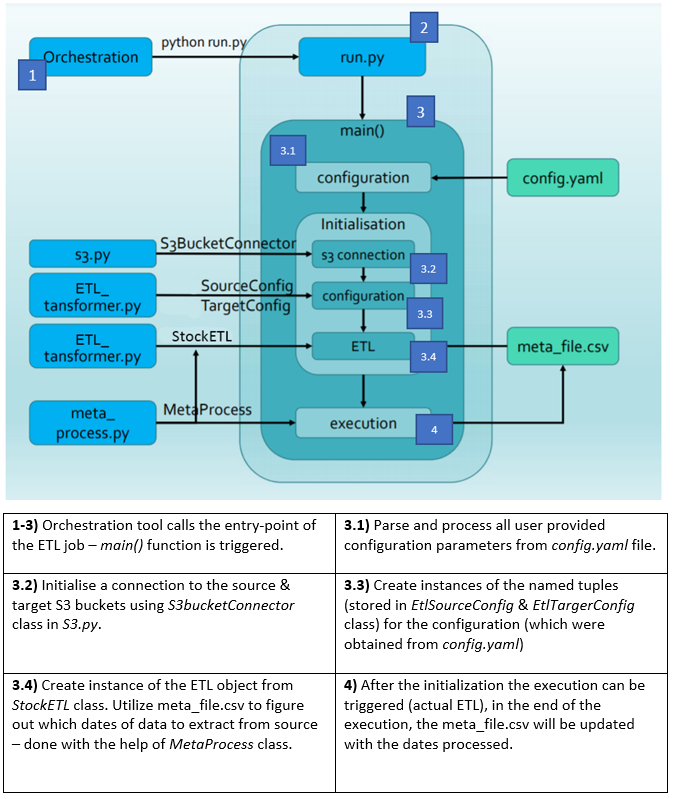 Orchestration
1
python run.py
run.py
2
3
main()
3.1
configuration
config.yaml
Initialisation
s3.py
S3BucketConnector
s3 connection
3.2
ETL_
tansformer.py
SourceConfig
TargetConfig
configuration
3.3
ETL_
tansformer.py
StockETL
ETL
3.4
meta_file.csv
meta_
process.py
MetaProcess
execution
4
1-3) Orchestration tool calls the entry-point of
the ETL job – main() function is triggered.
3.1) Parse and process all user provided
configuration parameters from config.yaml file.
3.2) Initialise a connection to the source &
target S3 buckets using S3bucketConnector
class in S3.py.
3.3) Create instances of the named tuples
(stored in EtlSourceConfig & EtlTargerConfig
class) for the configuration (which were
obtained from config.yaml)
3.4) Create instance of the ETL object from
StockETL class. Utilize meta_file.csv to figure
out which dates of data to extract from source
– done with the help of MetaProcess class.
4) After the initialization the execution can be
triggered (actual ETL), in the end of the
execution, the meta_file.csv will be updated
with the dates processed.